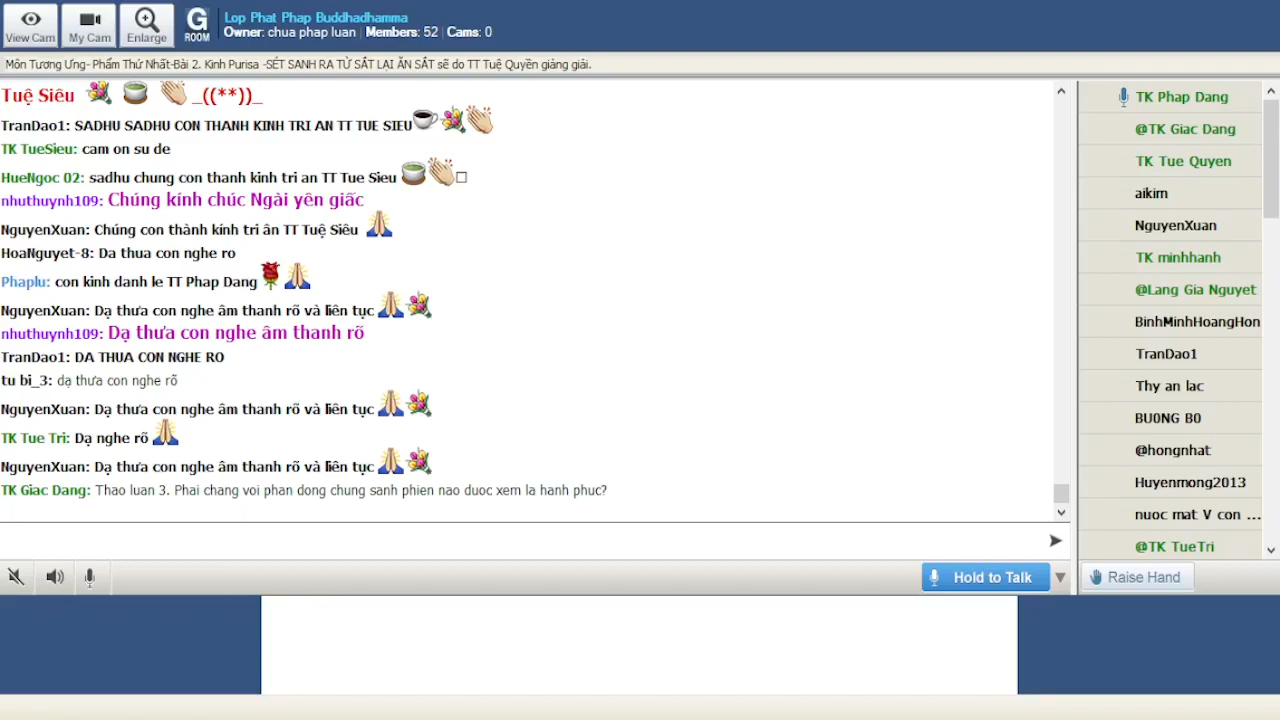 View Cam
My Cam
Enlarge
G ROOM
Lop Phat Phap Buddhadhamma
Owner: chua phap luan | Members: 52 | Cams: 0
Môn Tương Ưng- Phẩm Thứ Nhất-Bài 2. Kinh Purisa -SÉT SANH RA TỪ SẮT LẠI ĂN SẮT sẽ do TT Tuệ Quyền giảng giải.
Tuệ Siêu _((**))_
TranDao1: SADHU SADHU CON THANH KINH TRI AN TT TUE SIEU
TK TueSieu: cam on su de
HueNgoc 02: sadhu chung con thanh kinh tri an TT Tue Sieu
nhuthuynh109: Chúng kính chúc Ngài yên giấc
NguyenXuan: Chúng con thành kính tri ân TT Tuệ Siêu
HoaNguyet-8: Da thua con nghe ro
Phaplu: con kinh danh le TT Phap Dang
NguyenXuan: Dạ thưa con nghe âm thanh rõ và liên tục
nhuthuynh109: Dạ thưa con nghe âm thanh rõ
TranDao1: DA THUA CON NGHE RO
tu bi_3: dạ thưa con nghe rõ
NguyenXuan: Dạ thưa con nghe âm thanh rõ và liên tục
TK Tue Tri: Dạ nghe rõ
NguyenXuan: Dạ thưa con nghe âm thanh rõ và liên tục
TK Giac Dang: Thao luan 3. Phai chang voi phan dong chung sanh phien nao duoc xem la hanh phuc?
TK Phap Dang
@TK Giac Dang
TK Tue Quyen
aikim
NguyenXuan
TK minhhanh
@Lang Gia Nguyet
BinhMinhHoangHon
TranDao1
Thy an lac
BU0NG B0
@hongnhat
Huyenmong2013
nuoc mat V con ...
@TK TueTri
Hold to Talk
Raise Hand